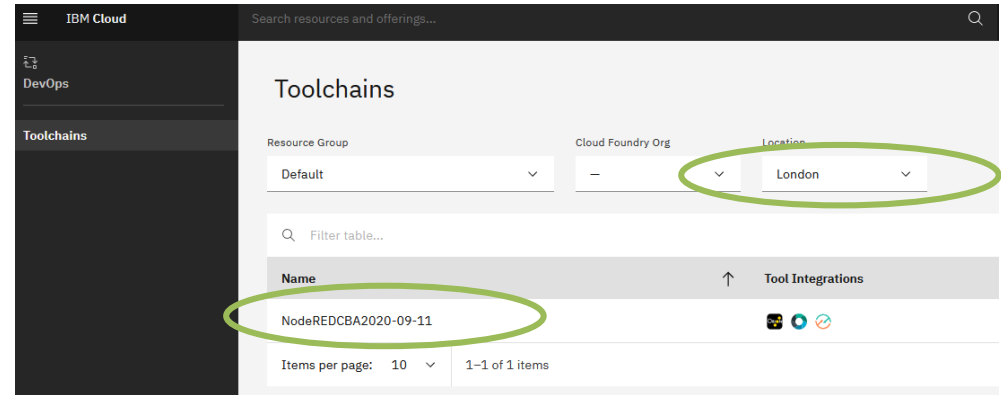 IBM Cloud
Search resources and offerings...
DevOps
Toolchains
Toolchains
Resource Group
Cloud Foundry Org
Location
Default
–
London
Filter table...
Name
Tool Integrations
NodeREDCBA2020-09-11
Items per page: 10
1–1 of 1 items